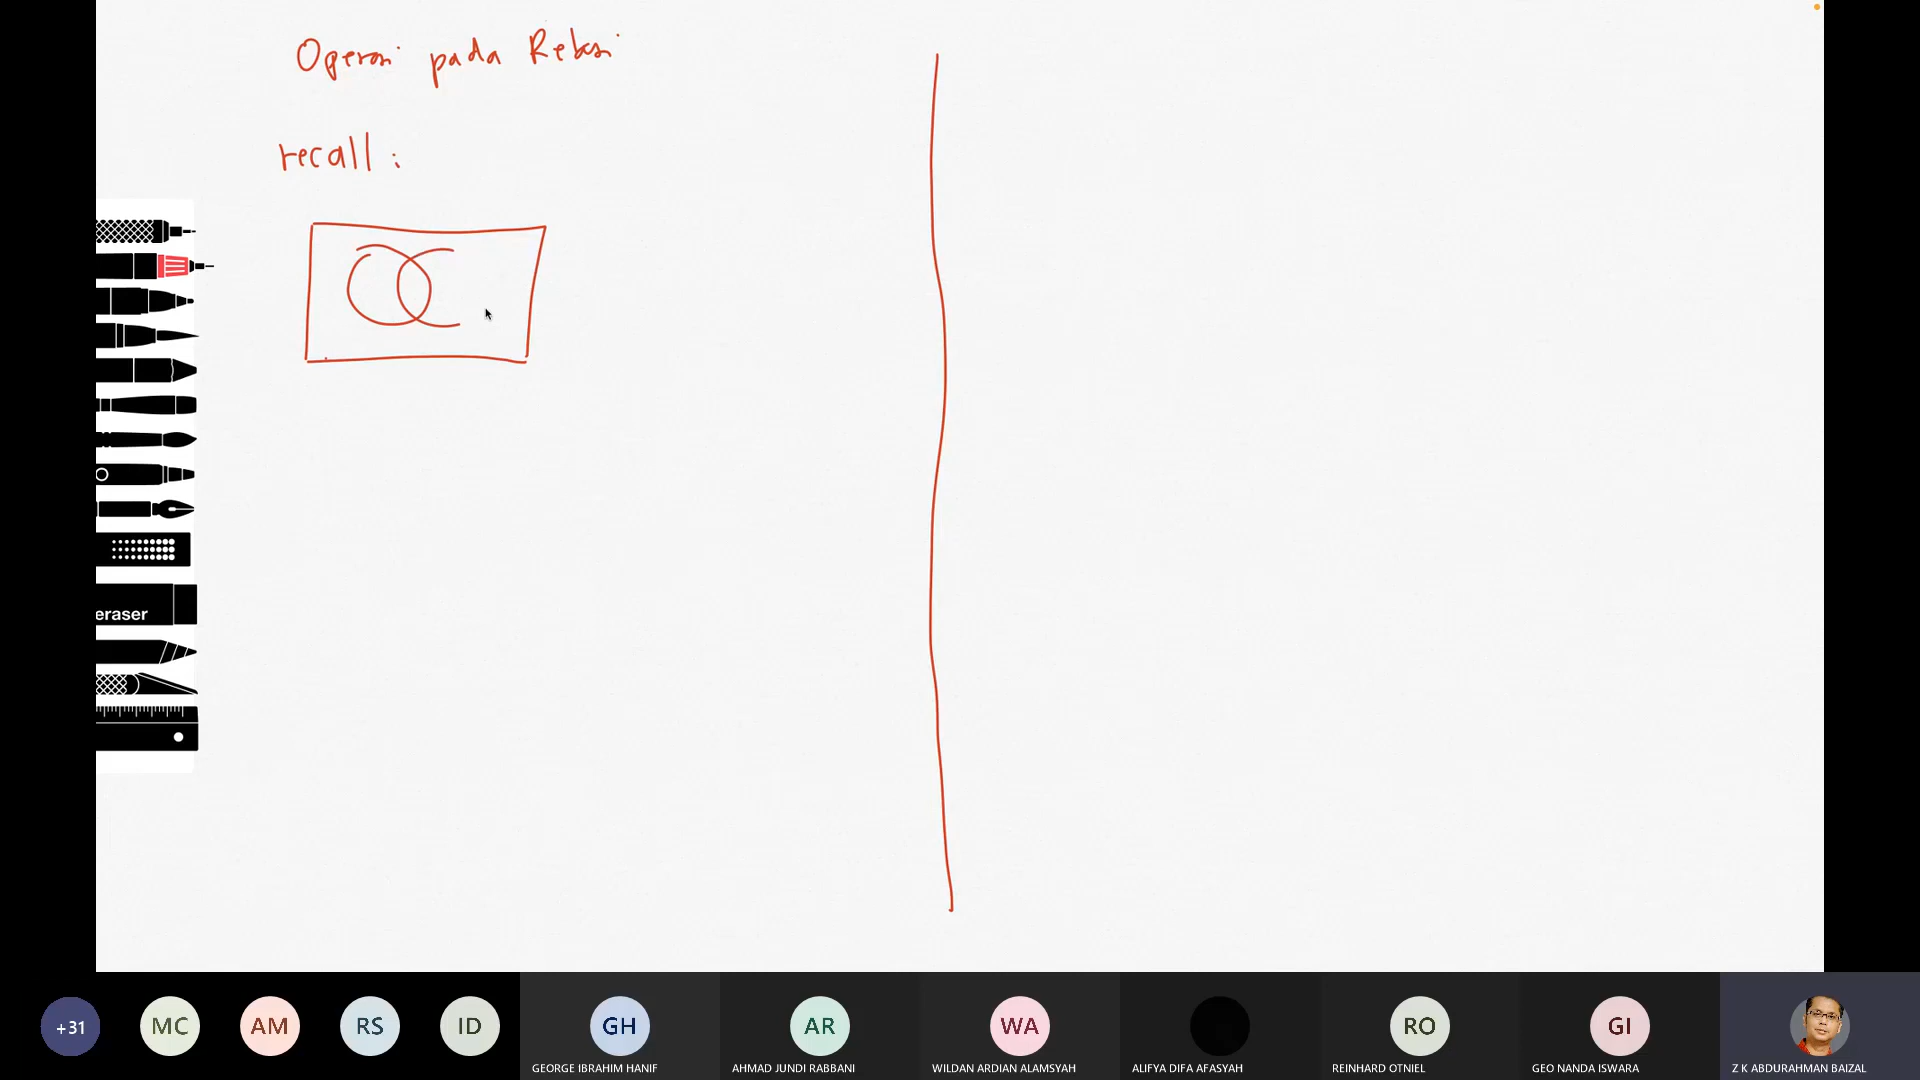 Operasi pada Relasi
recall :
eraser
+31
MC
AM
RS
ID
GH
AR
WA
RO
GI
GEORGE IBRAHIM HANIF
AHMAD JUNDI RABBANI
WILDAN ARDIAN ALAMSYAH
ALIFYA DIFA AFASYAH
REINHARD OTNIEL
GEO NANDA ISWARA
Z K ABDURAHMAN BAIZAL